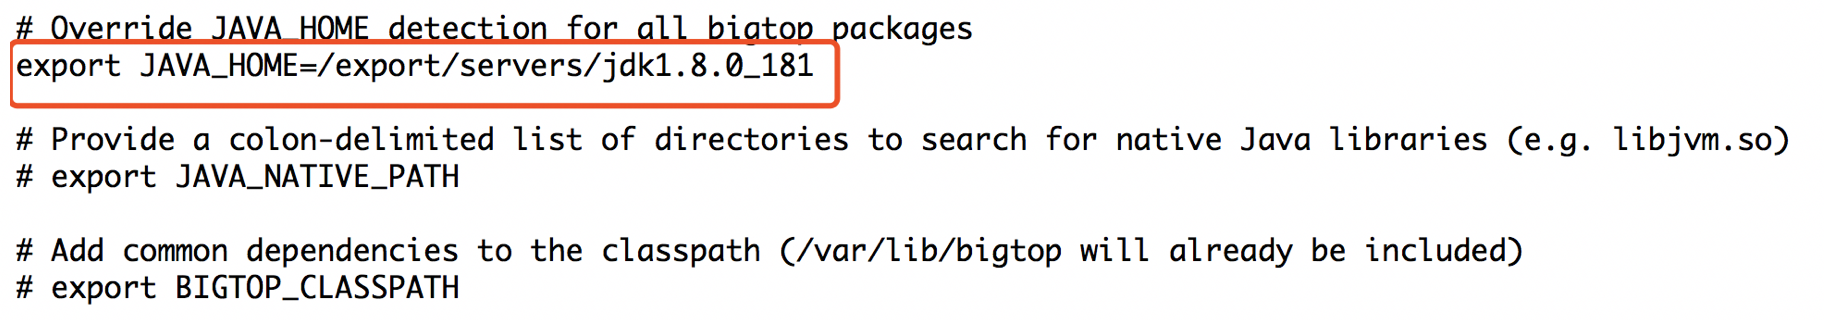 # Override JAVA_HOME detection for all bigtop packages
export JAVA_HOME=/export/servers/jdk1.8.0_181
# Provide a colon-delimited list of directories to search for native Java libraries (e.g. libjvm.so)
# export JAVA_NATIVE_PATH
# Add common dependencies to the classpath (/var/lib/bigtop will already be included)
# export BIGTOP_CLASSPATH